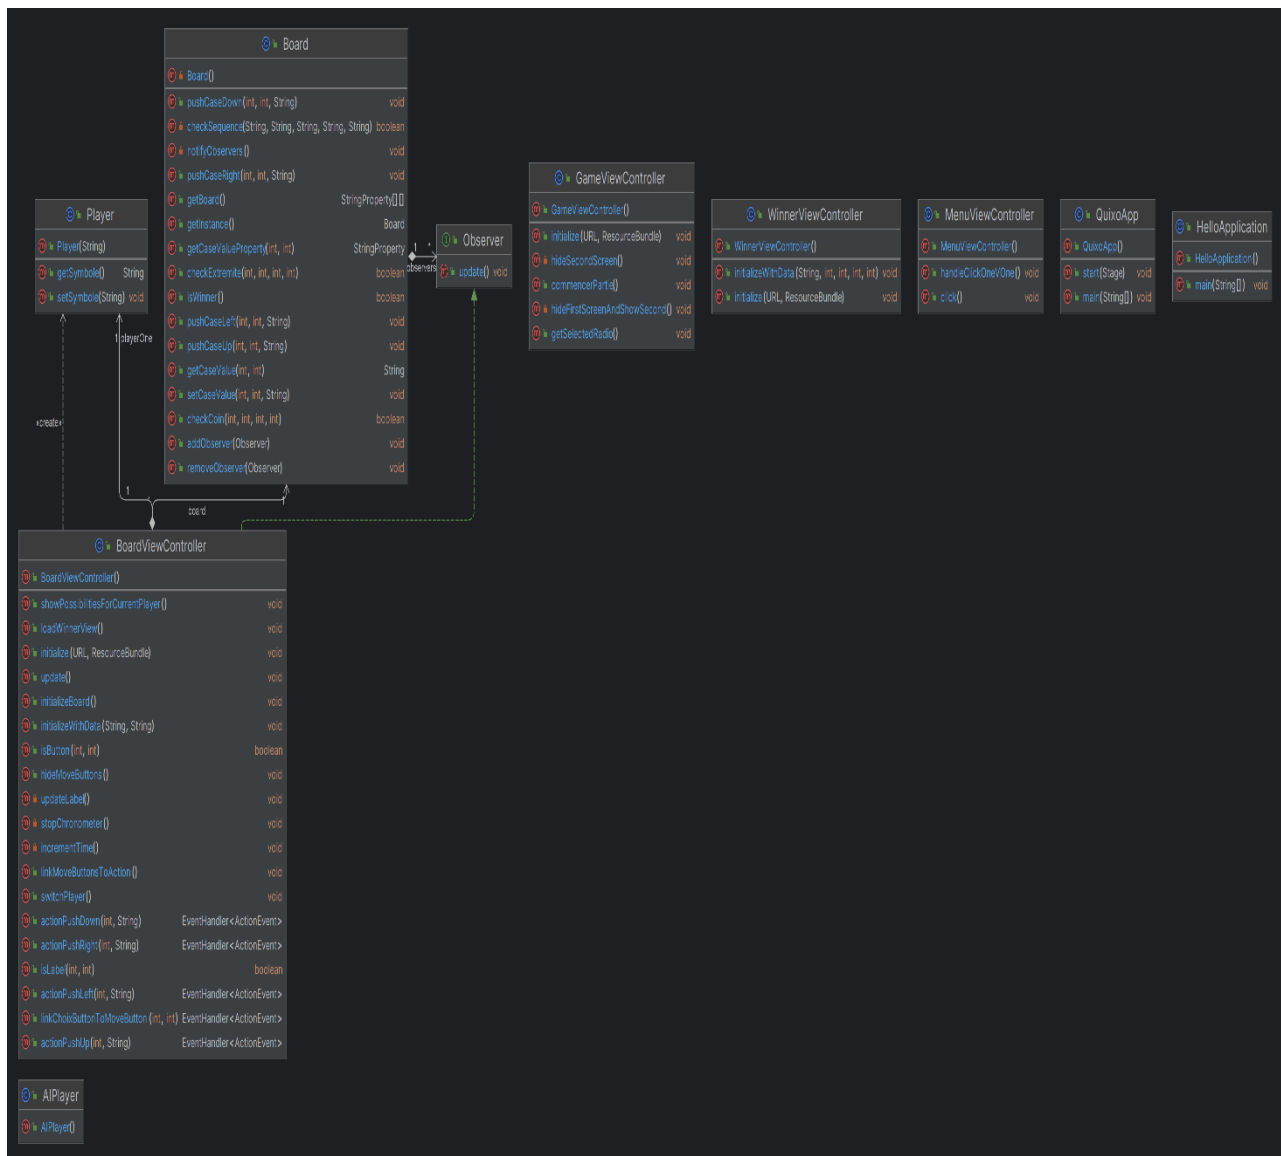 Board
Board()
pushCaseDown(int, int, String) void
checkSequence(String, String, String, String, String) boolean
notifyObservers() void
pushCaseRight(int, int, String) void
getBoard() StringProperty[][]
getInstance() Board
getCaseValueProperty(int, int) StringProperty
checkExtremite(int, int, int, int) boolean
isWinner() boolean
pushCaseLeft(int, int, String) void
pushCaseUp(int, int, String) void
getCaseValue(int, int) String
setCaseValue(int, int, String) void
checkCoin(int, int, int, int) boolean
addObserver(Observer) void
removeObserver(Observer) void
Player
Player(String)
getSymbole() String
setSymbole(String) void
1 *
observers
Observer
update() void
GameViewController
GameViewController()
initialize(URL, ResourceBundle) void
hideSecondScreen() void
commencerPartie() void
hideFirstScreenAndShowSecond() void
getSelectedRadio() void
WinnerViewController
WinnerViewController()
initializeWithData(String, int, int, int, int) void
initialize(URL, ResourceBundle) void
MenuViewController
MenuViewController()
handleClickOneVOne() void
click() void
QuixoApp
QuixoApp()
start(Stage) void
main(String[]) void
HelloApplication
HelloApplication()
main(String[]) void
1 playerOne
«create»
1
1
board
BoardViewController
BoardViewController()
showPossibilitiesForCurrentPlayer() void
loadWinnerView() void
initialize(URL, ResourceBundle) void
update() void
initializeBoard() void
initializeWithData(String, String) void
isButton(int, int) boolean
hideMoveButtons() void
updateLabel() void
stopChronometer() void
incrementTime() void
linkMoveButtonsToAction() void
switchPlayer() void
actionPushDown(int, String) EventHandler<ActionEvent>
actionPushRight(int, String) EventHandler<ActionEvent>
isLabel(int, int) boolean
actionPushLeft(int, String) EventHandler<ActionEvent>
linkChoixButtonToMoveButton(int, int) EventHandler<ActionEvent>
actionPushUp(int, String) EventHandler<ActionEvent>
AIPlayer
AIPlayer()